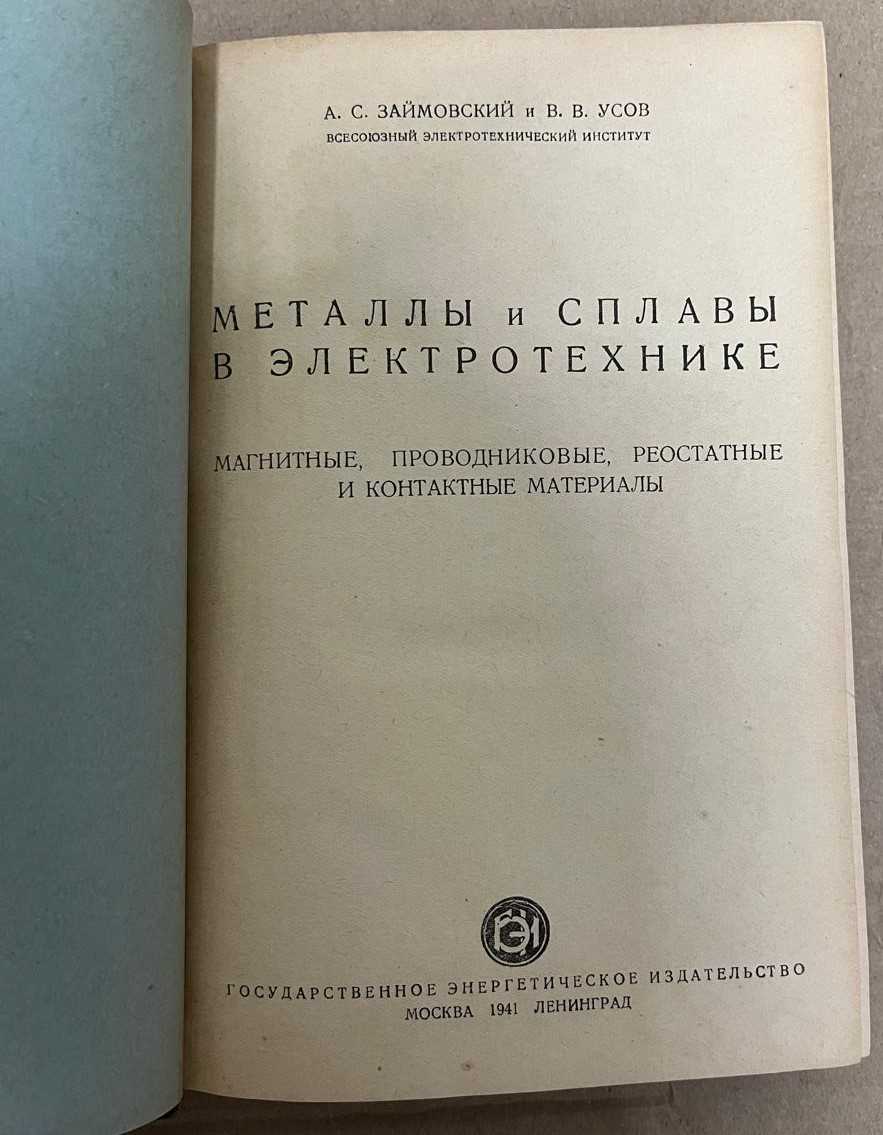 А. С. ЗАЙМОВСКИЙ и В. В. УСОВ
ВСЕСОЮЗНЫЙ ЭЛЕКТРОТЕХНИЧЕСКИЙ ИНСТИТУТ
МЕТАЛЛЫ и СПЛАВЫ
В ЭЛЕКТРОТЕХНИКЕ
МАГНИТНЫЕ, ПРОВОДНИКОВЫЕ, РЕОСТАТНЫЕ
И КОНТАКТНЫЕ МАТЕРИАЛЫ
ГЭИ
ГОСУДАРСТВЕННОЕ ЭНЕРГЕТИЧЕСКОЕ ИЗДАТЕЛЬСТВО
МОСКВА 1941 ЛЕНИНГРАД